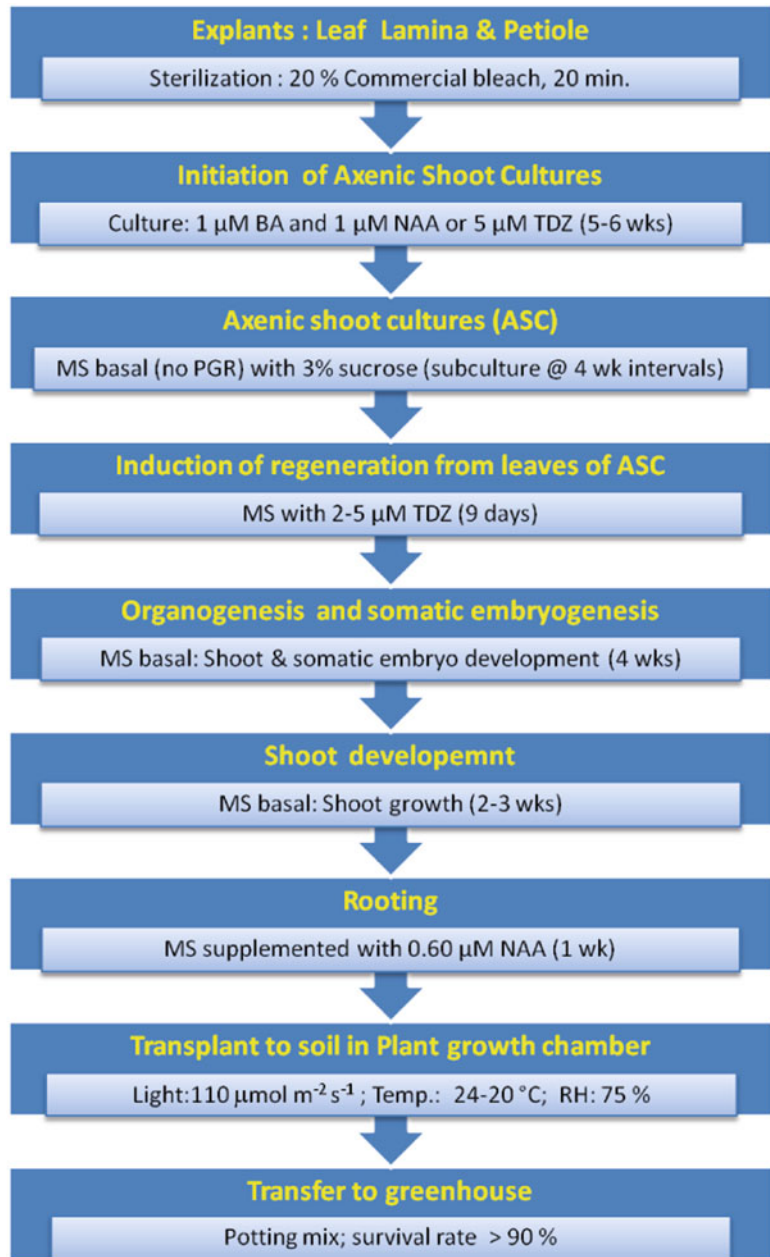 Explants : Leaf Lamina & Petiole
Sterilization : 20 % Commercial bleach, 20 min.
Initiation of Axenic Shoot Cultures
Culture: 1 µM BA and 1 µM NAA or 5 µM TDZ (5-6 wks)
Axenic shoot cultures (ASC)
MS basal (no PGR) with 3% sucrose (subculture @ 4 wk intervals)
Induction of regeneration from leaves of ASC
MS with 2-5 µM TDZ (9 days)
Organogenesis and somatic embryogenesis
MS basal: Shoot & somatic embryo development (4 wks)
Shoot developemnt
MS basal: Shoot growth (2-3 wks)
Rooting
MS supplemented with 0.60 µM NAA (1 wk)
Transplant to soil in Plant growth chamber
Light:110 µmol m⁻² s⁻¹ ; Temp.: 24-20 °C; RH: 75 %
Transfer to greenhouse
Potting mix; survival rate > 90 %